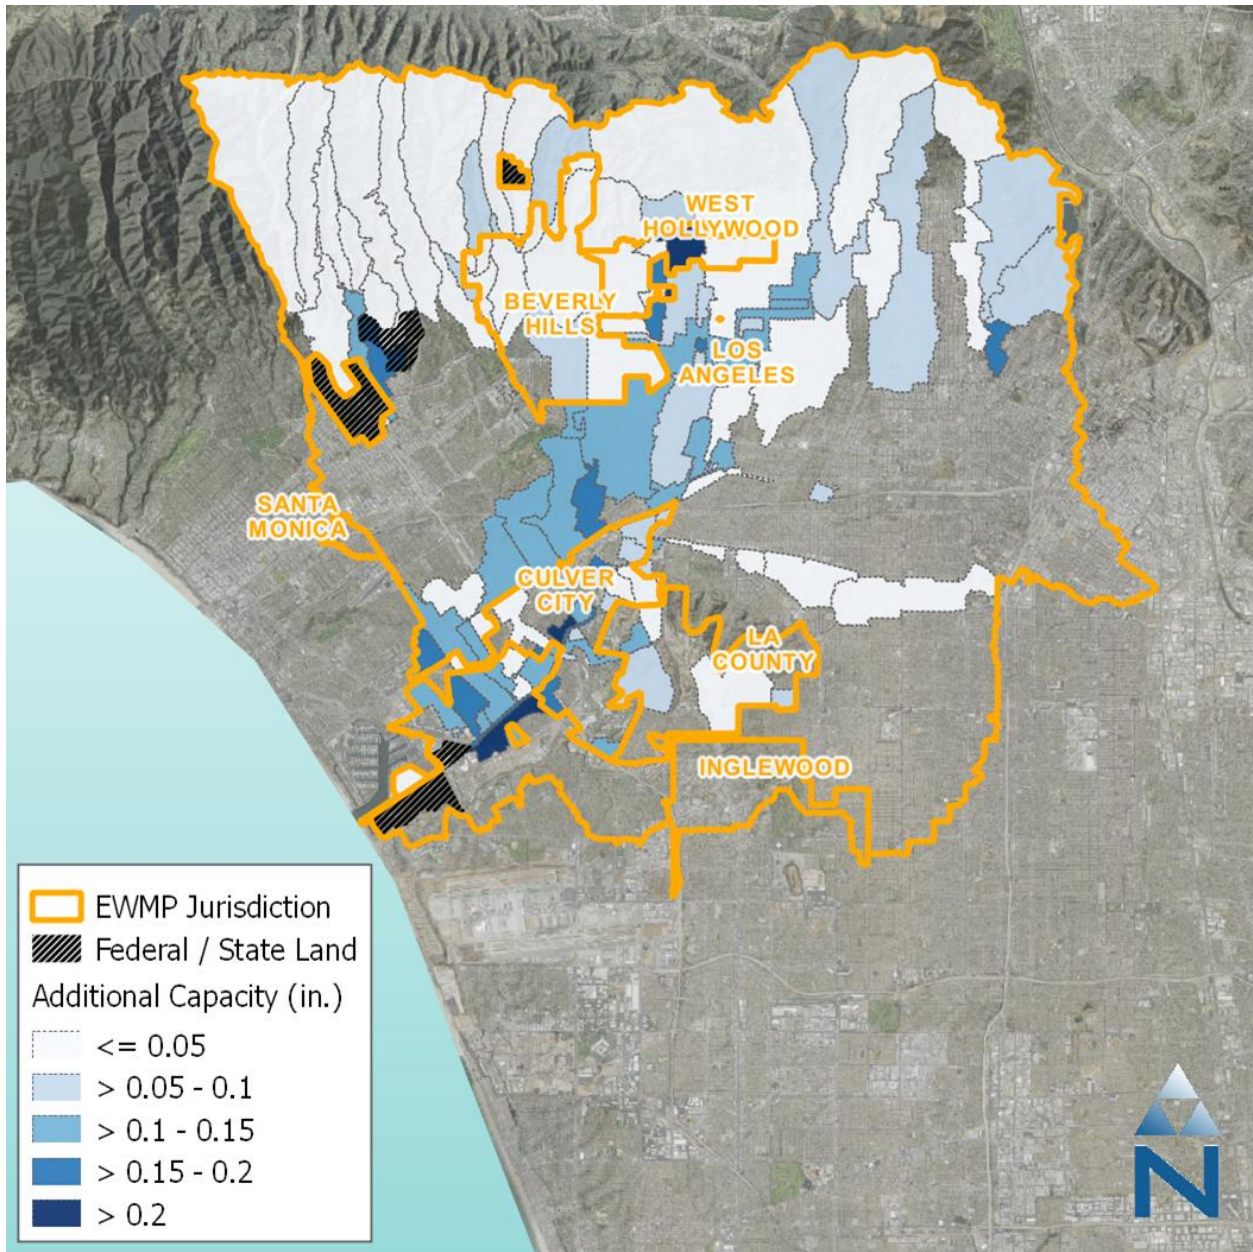 WEST
HOLLYWOOD
BEVERLY
HILLS
LOS
ANGELES
SANTA
MONICA
CULVER
CITY
LA
COUNTY
INGLEWOOD
EWMP Jurisdiction
Federal / State Land
Additional Capacity (in.)
<= 0.05
> 0.05 - 0.1
> 0.1 - 0.15
> 0.15 - 0.2
> 0.2
N